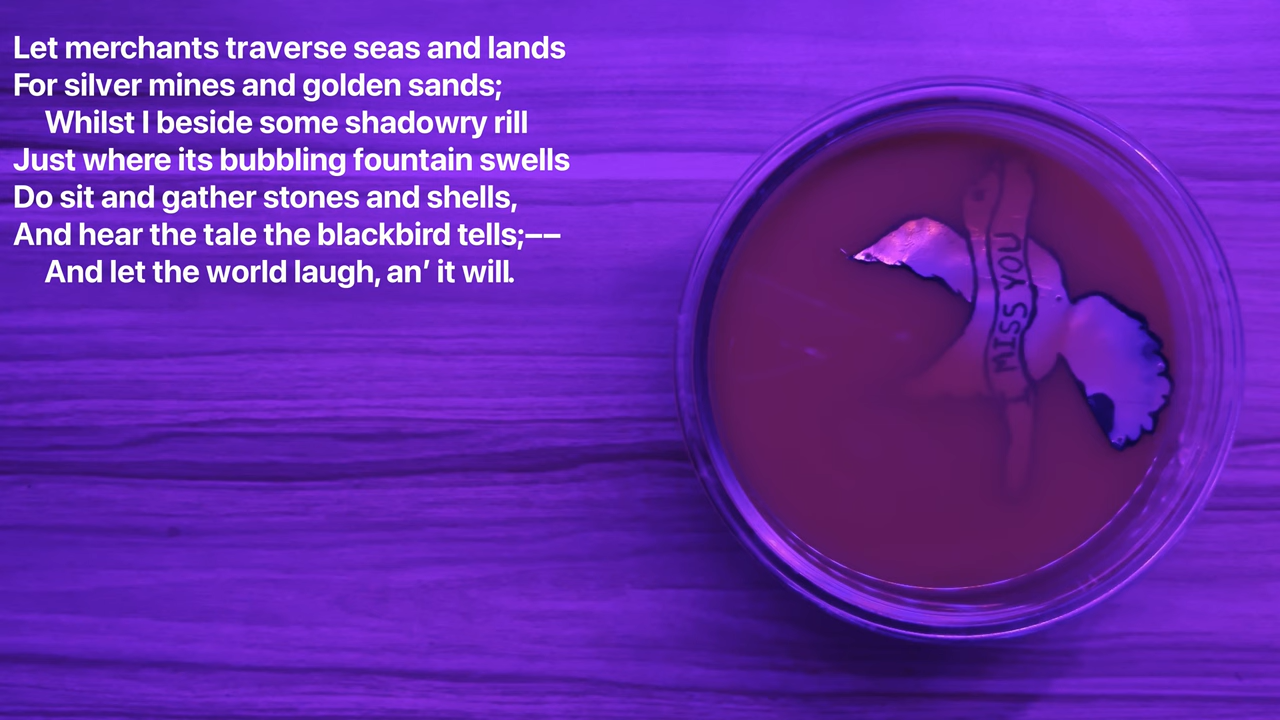 Let merchants traverse seas and lands
For silver mines and golden sands;
Whilst I beside some shadowry rill
Just where its bubbling fountain swells
Do sit and gather stones and shells,
And hear the tale the blackbird tells;––
And let the world laugh, an’ it will.
MISS YOU